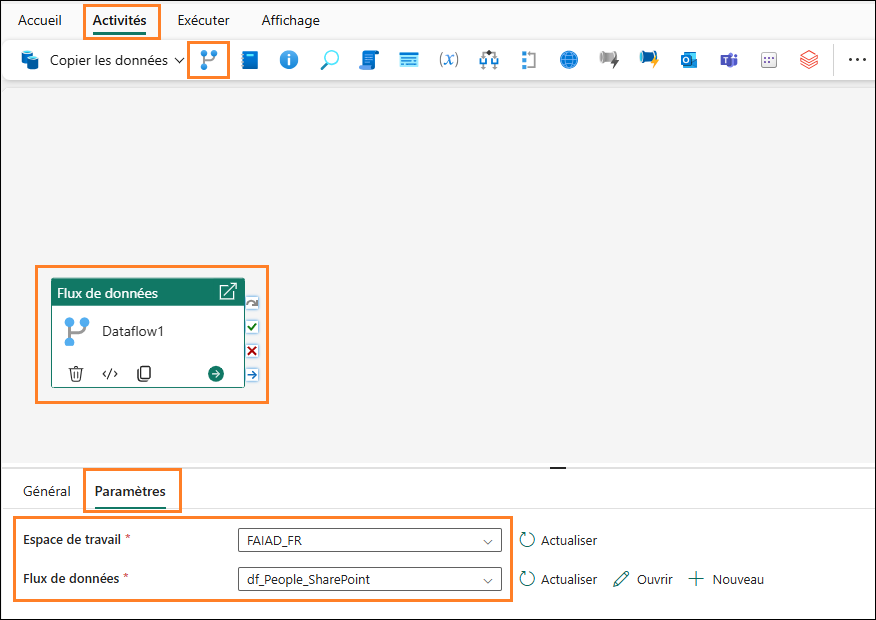 Accueil Activités Exécuter Affichage
Copier les données (x)
Flux de données
Dataflow1
Général Paramètres
Espace de travail * FAIAD_FR Actualiser
Flux de données * df_People_SharePoint Actualiser Ouvrir Nouveau